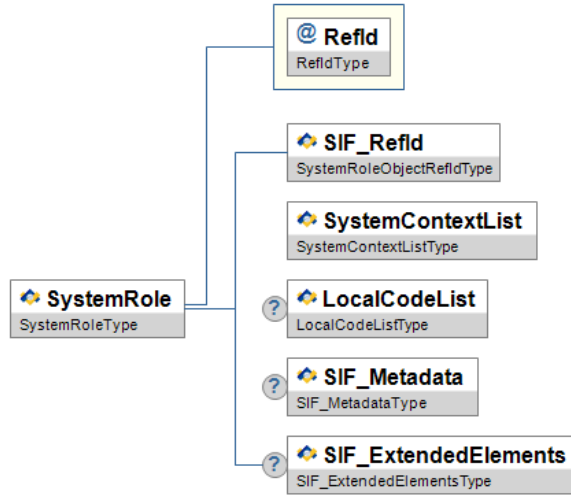 @ RefId
RefIdType
SIF_RefId
SystemRoleObjectRefIdType
SystemContextList
SystemContextListType
SystemRole
SystemRoleType
? LocalCodeList
LocalCodeListType
? SIF_Metadata
SIF_MetadataType
? SIF_ExtendedElements
SIF_ExtendedElementsType